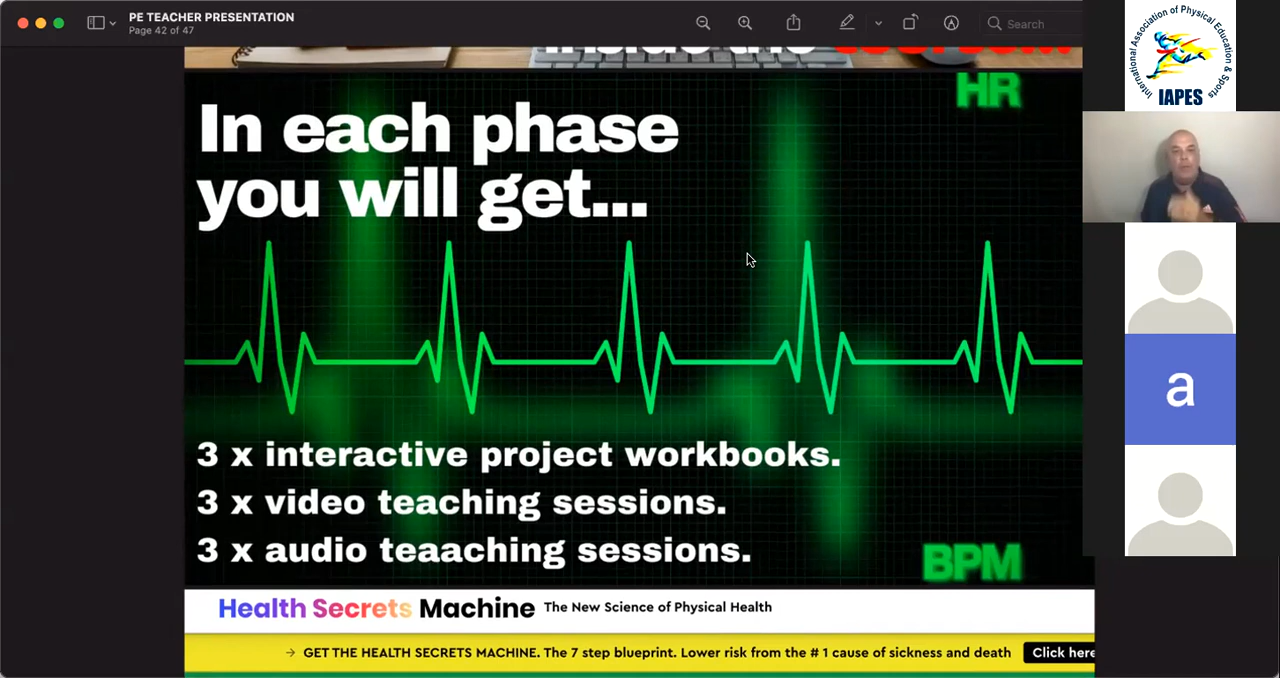 PE TEACHER PRESENTATION
Page 42 of 47
Search
inside the
HR
In each phase
you will get...
3 x interactive project workbooks.
3 x video teaching sessions.
3 x audio teaaching sessions.
BPM
Health Secrets Machine The New Science of Physical Health
→ GET THE HEALTH SECRETS MACHINE. The 7 step blueprint. Lower risk from the # 1 cause of sickness and death Click here
International Association of Physical Education & Sports
IAPES
a